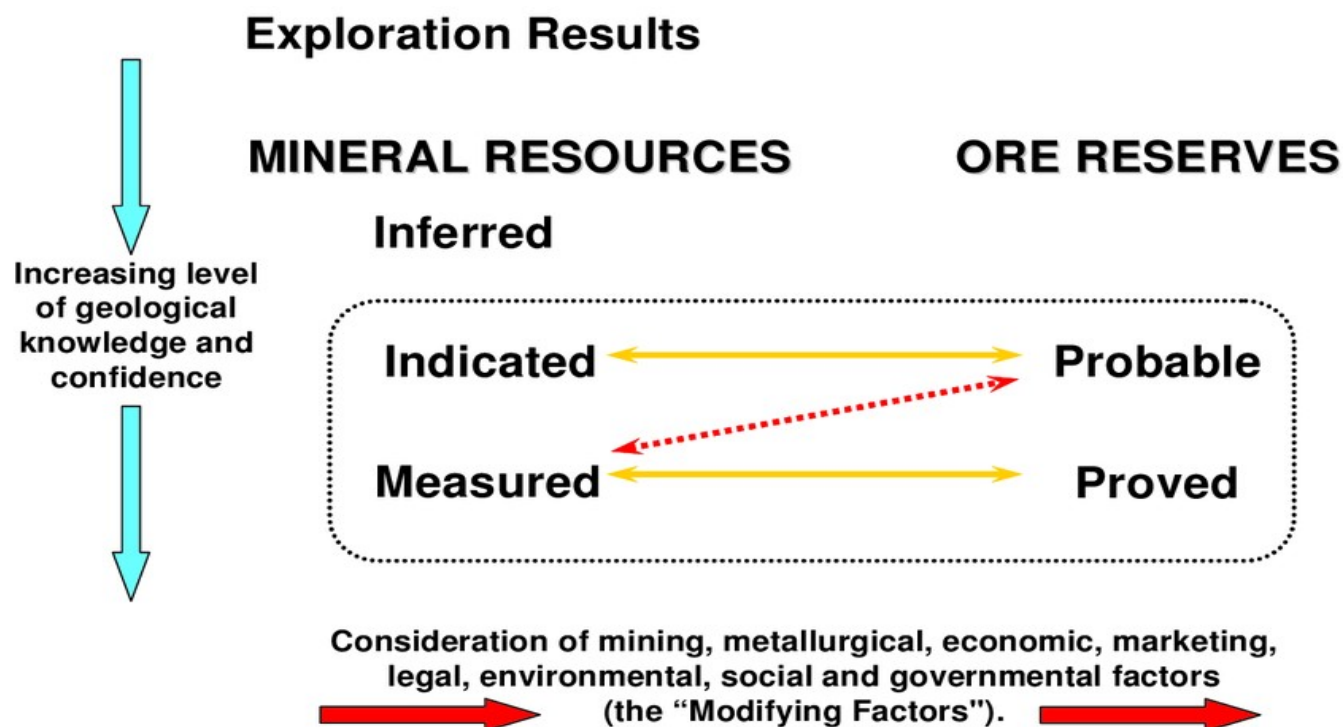 Exploration Results
MINERAL RESOURCES
ORE RESERVES
Inferred
Increasing level
of geological
knowledge and
confidence
Indicated
Probable
Measured
Proved
Consideration of mining, metallurgical, economic, marketing,
legal, environmental, social and governmental factors
(the “Modifying Factors").